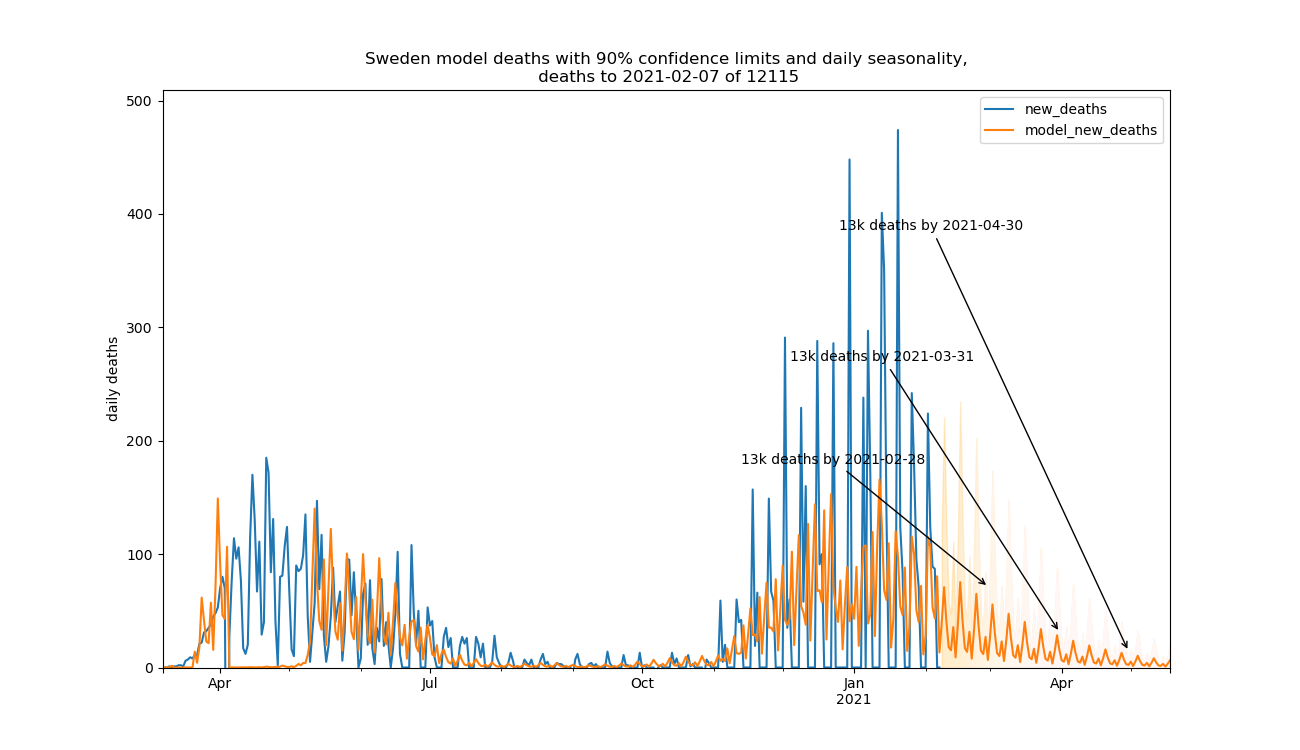 Sweden model deaths with 90% confidence limits and daily seasonality,
deaths to 2021-02-07 of 12115
500
new_deaths
model_new_deaths
400
13k deaths by 2021-04-30
300
daily deaths
13k deaths by 2021-03-31
200
13k deaths by 2021-02-28
100
0
Apr
Jul
Oct
Jan
2021
Apr